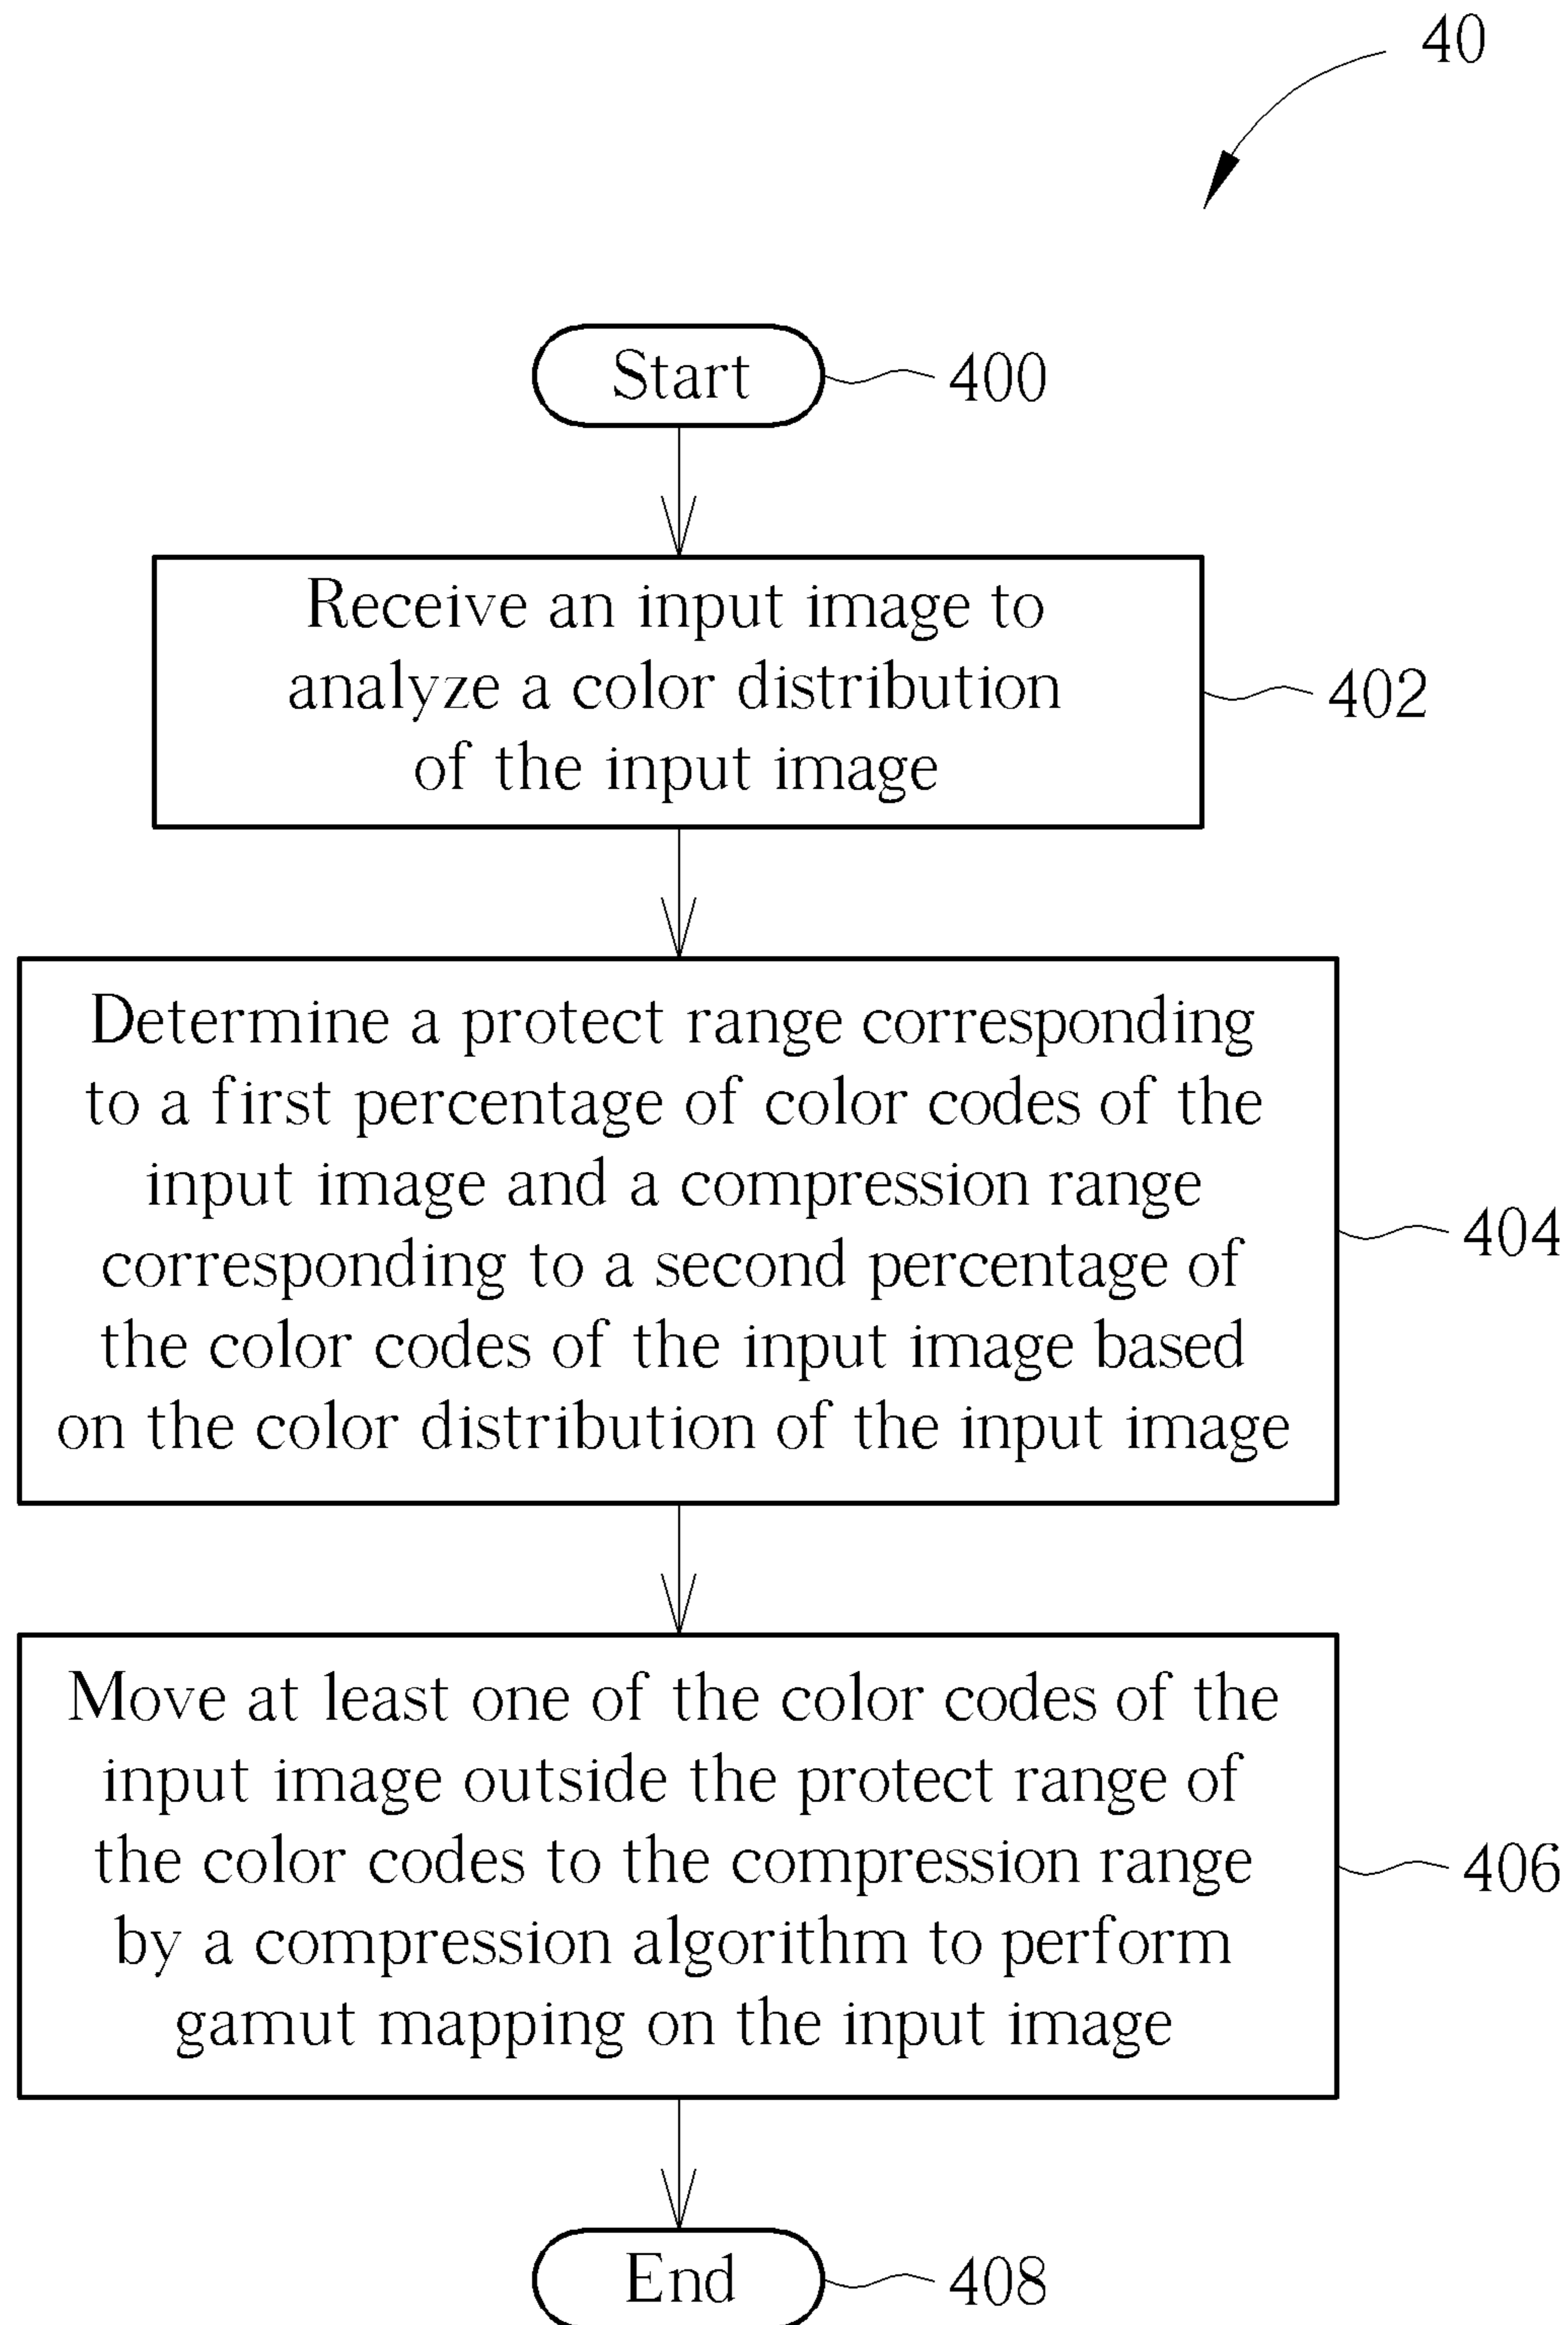 40
Start
400
Receive an input image to
analyze a color distribution
of the input image
402
Determine a protect range corresponding
to a first percentage of color codes of the
input image and a compression range
corresponding to a second percentage of
the color codes of the input image based
on the color distribution of the input image
404
Move at least one of the color codes of the
input image outside the protect range of
the color codes to the compression range
by a compression algorithm to perform
gamut mapping on the input image
406
End
408